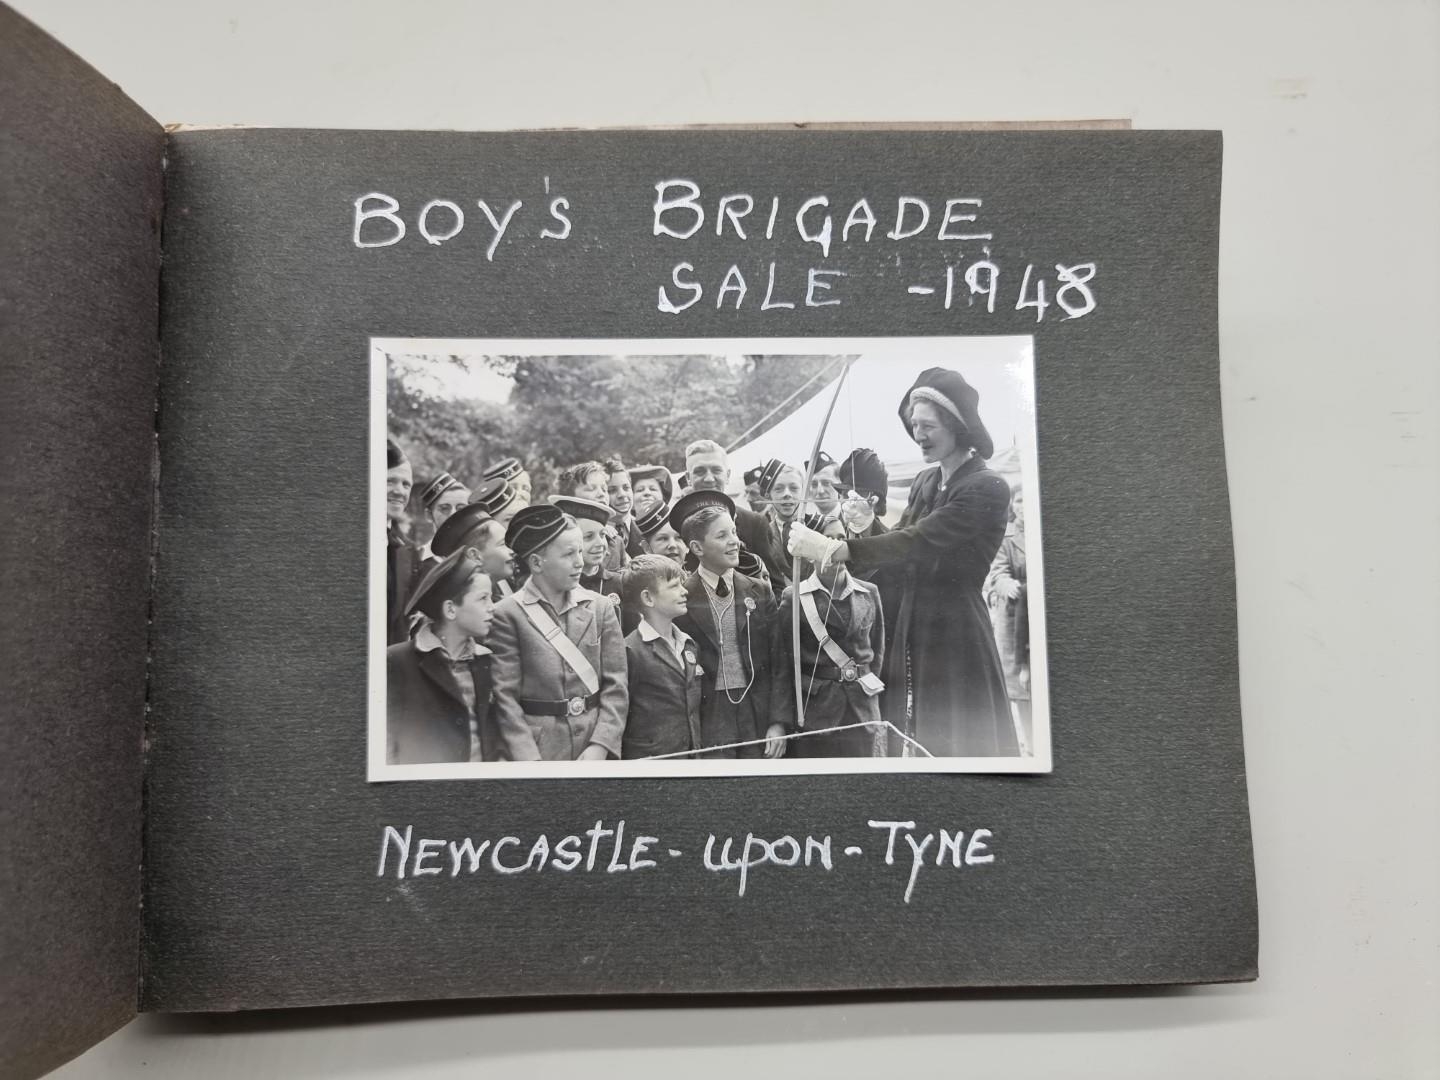 BOY'S BRIGADE
SALE - 1948
NEWCASTLE - UPON - TYNE